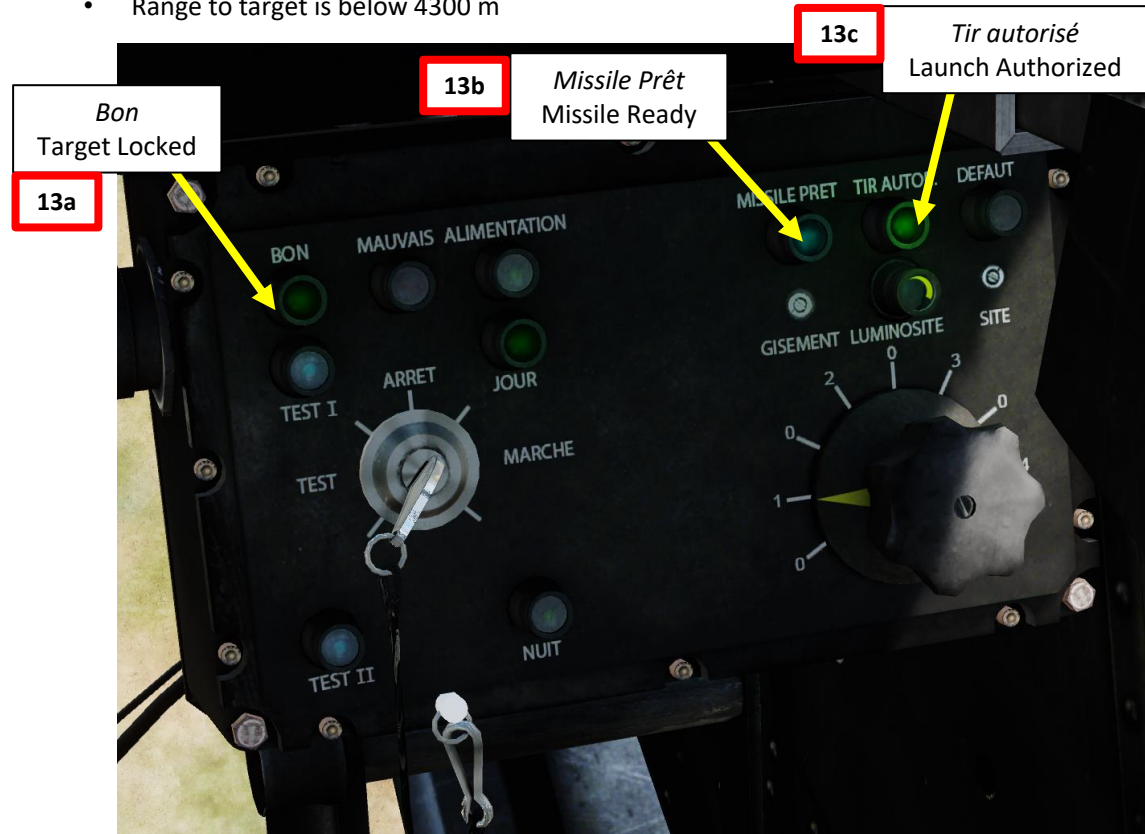 • Range to target is below 4300 m
13c
Tir autorisé
Launch Authorized
13b
Missile Prêt
Missile Ready
Bon
Target Locked
13a
MISSILE PRET
TIR AUTOR.
DEFAUT
BON
MAUVAIS
ALIMENTATION
GISEMENT
LUMINOSITE
SITE
TEST I
ARRET
JOUR
0
2
3
0
0
4
TEST
MARCHE
1
0
NUIT
TEST II